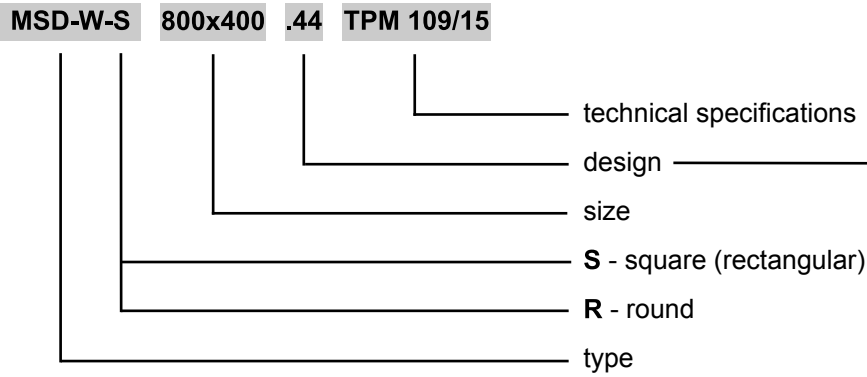 MSD-W-S 800x400 .44 TPM 109/15
technical specifications
design
size
S - square (rectangular)
R - round
type